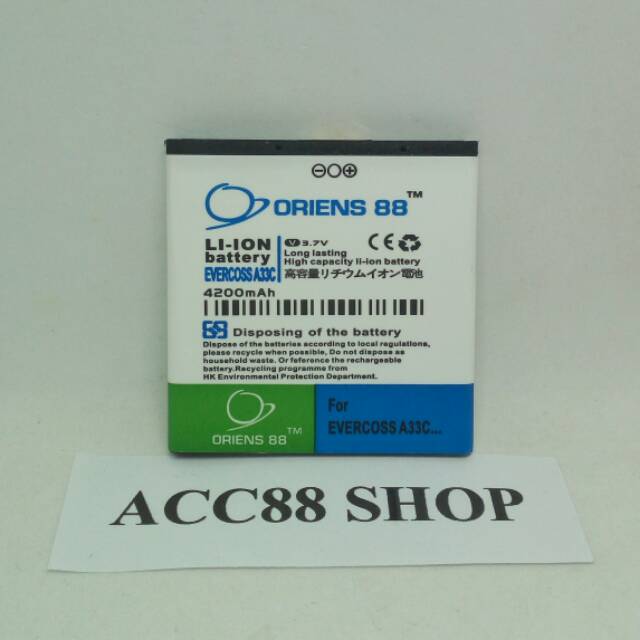 ORIENS 88™
LI-ION
battery
EVERCOSS A33C
V 3.7V
Long lasting
High capacity li-ion battery
高容量リチウムイオン電池
CE
4200mAh
Disposing of the battery
Dispose of the batteries according to local regulations,
please recycle when possible, Do not dispose as
household waste. Or otherwise the rechargeable
battery.Recycling programme from
HK Environmental Protection Department.
ORIENS 88™
For
EVERCOSS A33C...
ACC88 SHOP